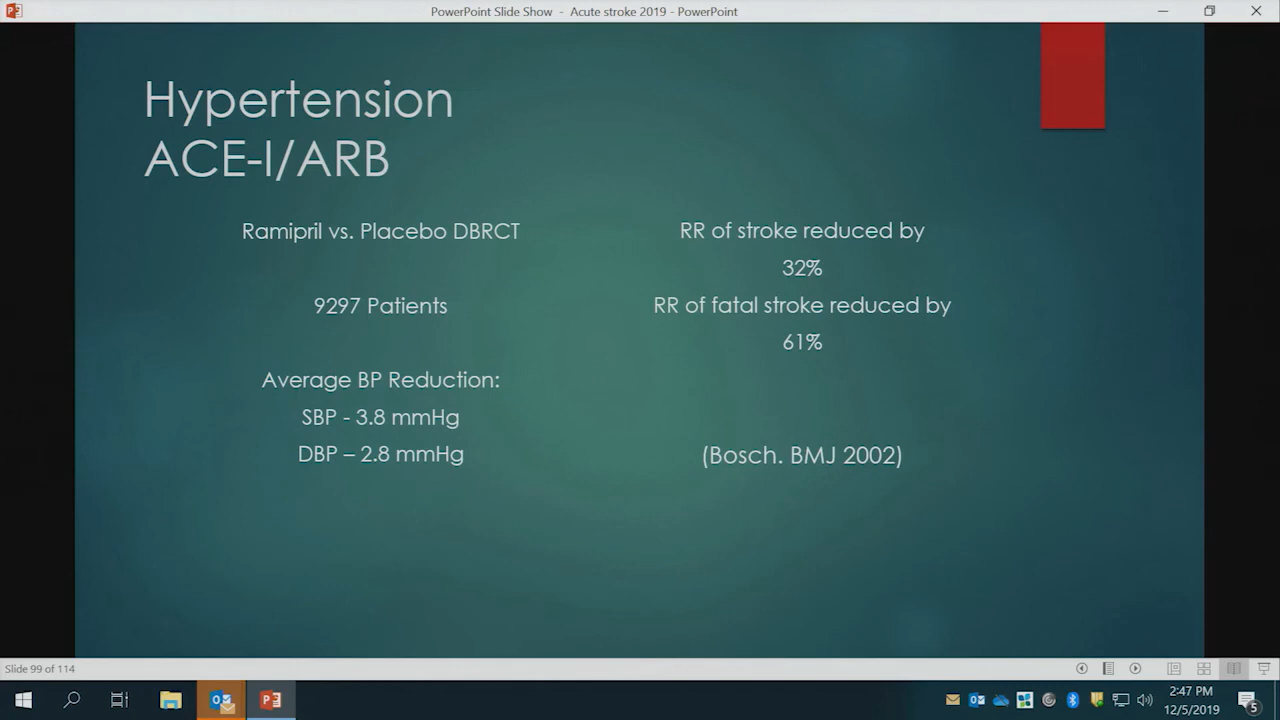 PowerPoint Slide Show - Acute stroke 2019 - PowerPoint
Hypertension
ACE-I/ARB
Ramipril vs. Placebo DBRCT
9297 Patients
Average BP Reduction:
SBP - 3.8 mmHg
DBP – 2.8 mmHg
RR of stroke reduced by
32%
RR of fatal stroke reduced by
61%
(Bosch. BMJ 2002)
Slide 99 of 114
2:47 PM
12/5/2019
5